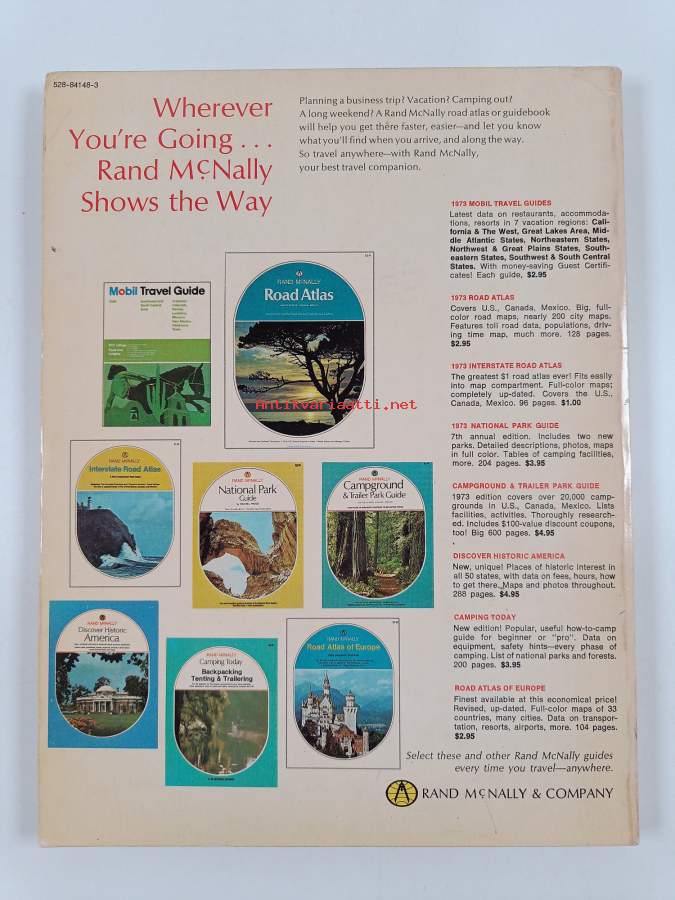 528-84148-3
Wherever
You're Going . . .
Rand McNally
Shows the Way
Planning a business trip? Vacation? Camping out?
A long weekend? A Rand McNally road atlas or guidebook
will help you get there faster, easier—and let you know
what you'll find when you arrive, and along the way.
So travel anywhere—with Rand McNally,
your best travel companion.
1973 MOBIL TRAVEL GUIDES
Latest data on restaurants, accommoda-
tions, resorts in 7 vacation regions: Cali-
fornia & The West, Great Lakes Area, Mid-
dle Atlantic States, Northeastern States,
Northwest & Great Plains States, South-
eastern States, Southwest & South Central
States. With money-saving Guest Certifi-
cates! Each guide, $2.95
1973 ROAD ATLAS
Covers U.S., Canada, Mexico. Big, full-
color road maps, nearly 200 city maps.
Features toll road data, populations, driv-
ing time map, much more. 128 pages.
$2.95
1973 INTERSTATE ROAD ATLAS
The greatest $1 road atlas ever! Fits easily
into map compartment. Full-color maps;
completely up-dated. Covers the U.S.,
Canada, Mexico. 96 pages. $1.00
1973 NATIONAL PARK GUIDE
7th annual edition. Includes two new
parks. Detailed descriptions, photos, maps
in full color. Tables of camping facilities,
more. 204 pages. $3.95
CAMPGROUND & TRAILER PARK GUIDE
1973 edition covers over 20,000 camp-
grounds in U.S., Canada, Mexico. Lists
facilities, activities. Thoroughly research-
ed. Includes $100-value discount coupons,
too! Big 600 pages. $4.95
DISCOVER HISTORIC AMERICA
New, unique! Places of historic interest in
all 50 states, with data on fees, hours, how
to get there. Maps and photos throughout.
288 pages. $4.95
CAMPING TODAY
New edition! Popular, useful how-to-camp
guide for beginner or "pro". Data on
equipment, safety hints—every phase of
camping. List of national parks and forests.
200 pages. $3.95
ROAD ATLAS OF EUROPE
Finest available at this economical price!
Revised, up-dated. Full-color maps of 33
countries, many cities. Data on transpor-
tation, resorts, airports, more. 104 pages.
$2.95
Mobil Travel Guide
RAND McNALLY
Road Atlas
Antikvariaatti.net
RAND McNALLY
Interstate Road Atlas
RAND McNALLY
National Park
Guide
RAND McNALLY
Campground
& Trailer Park Guide
RAND McNALLY
Discover Historic
America
RAND McNALLY
Camping Today
Backpacking
Tenting & Trailering
RAND McNALLY
Road Atlas of Europe
Select these and other Rand McNally guides
every time you travel—anywhere.
RAND McNALLY & COMPANY